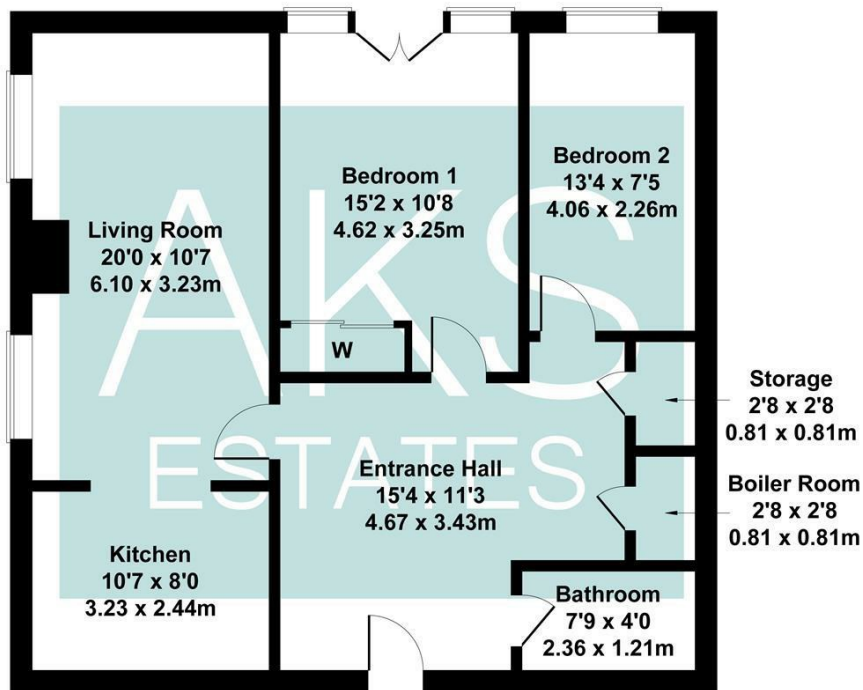 Living Room
20'0 x 10'7
6.10 x 3.23m
Bedroom 1
15'2 x 10'8
4.62 x 3.25m
Bedroom 2
13'4 x 7'5
4.06 x 2.26m
W
AKS
ESTATES
Storage
2'8 x 2'8
0.81 x 0.81m
Entrance Hall
15'4 x 11'3
4.67 x 3.43m
Boiler Room
2'8 x 2'8
0.81 x 0.81m
Kitchen
10'7 x 8'0
3.23 x 2.44m
Bathroom
7'9 x 4'0
2.36 x 1.21m